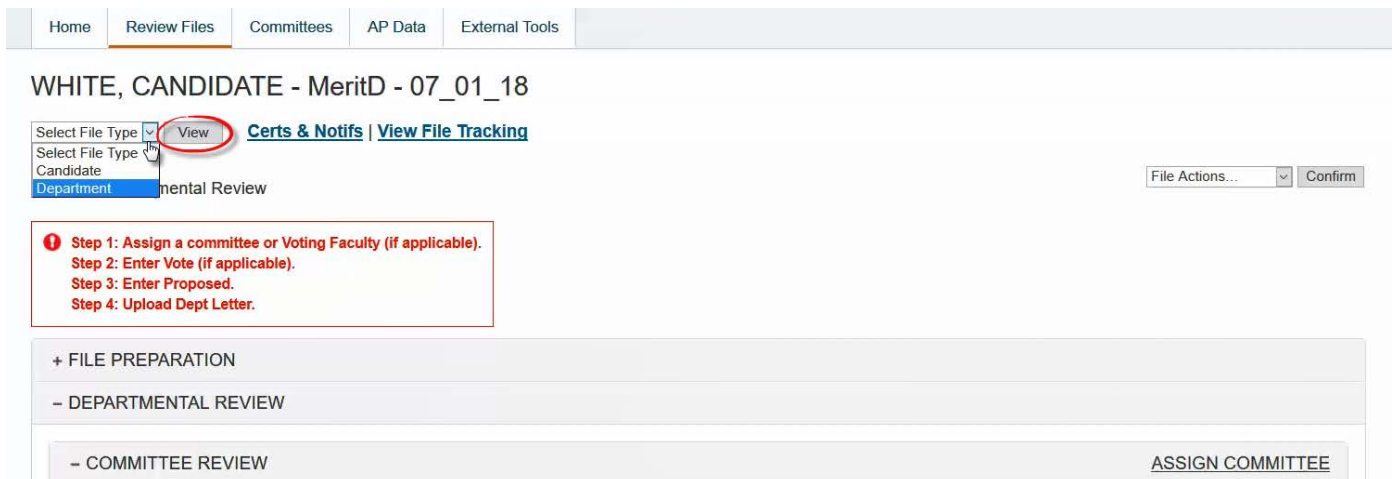 Home Review Files Committees AP Data External Tools
WHITE, CANDIDATE - MeritD - 07_01_18
Select File Type View Certs & Notifs | View File Tracking
Select File Type
Candidate
Department mental Review
File Actions... Confirm
Step 1: Assign a committee or Voting Faculty (if applicable).
Step 2: Enter Vote (if applicable).
Step 3: Enter Proposed.
Step 4: Upload Dept Letter.
+ FILE PREPARATION
– DEPARTMENTAL REVIEW
– COMMITTEE REVIEW ASSIGN COMMITTEE